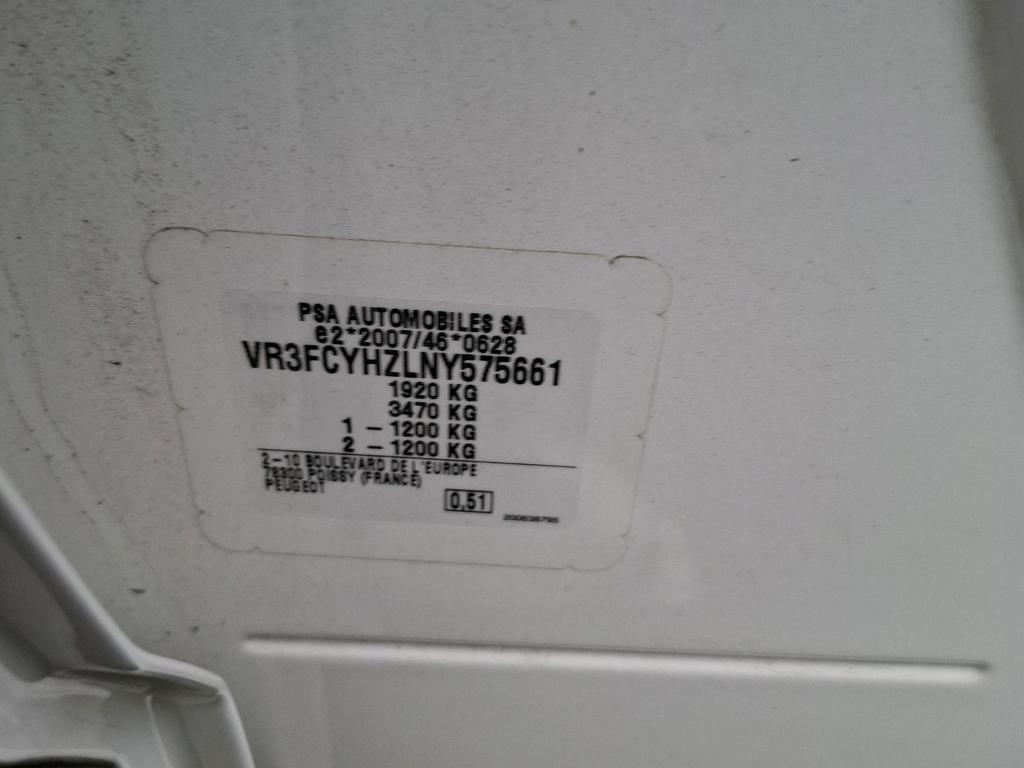 PSA AUTOMOBILES SA
e2*2007/46*0628
VR3FCYHZLNY575661
1920 KG
3470 KG
1 - 1200 KG
2 - 1200 KG
2-10 BOULEVARD DE L'EUROPE
78300 POISSY (FRANCE)
PEUGEOT
0.51
200638795